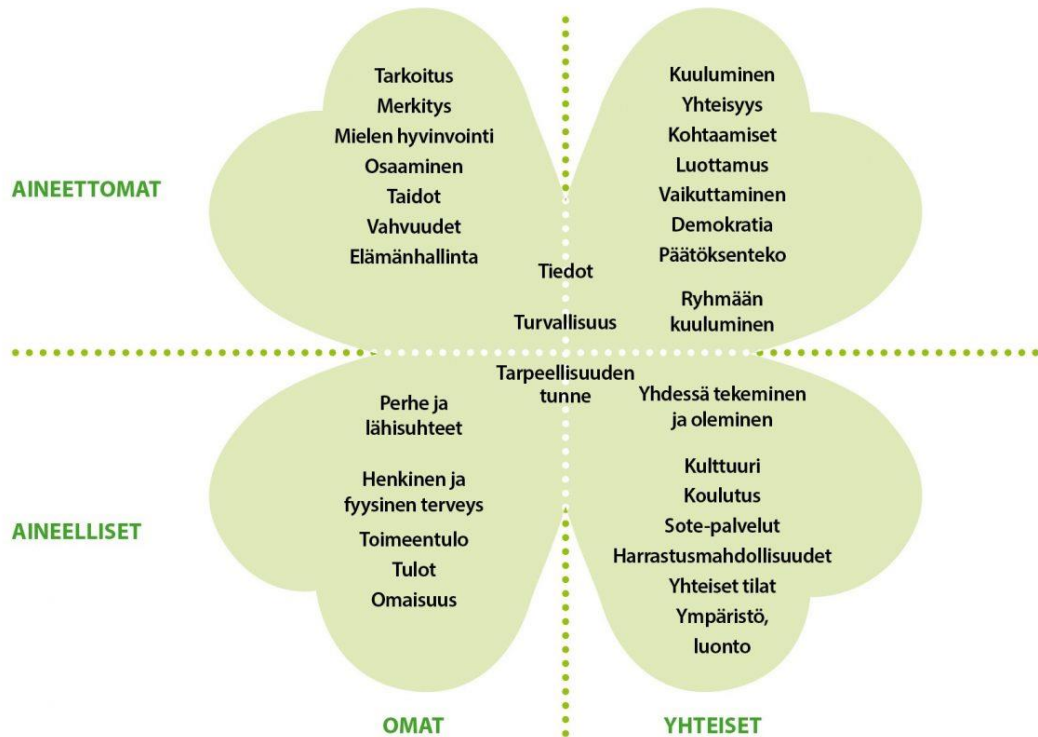 Tarkoitus
Merkitys
Mielen hyvinvointi
Osaaminen
Taidot
Vahvuudet
Elämänhallinta
Kuuluminen
Yhteisyys
Kohtaamiset
Luottamus
Vaikuttaminen
Demokratia
Päätöksenteko
Ryhmään
kuuluminen
AINEETTOMAT
Tiedot
Turvallisuus
Tarpeellisuuden
tunne
Perhe ja
lähisuhteet
Henkinen ja
fyysinen terveys
Toimeentulo
Tulot
Omaisuus
Yhdessä tekeminen
ja oleminen
Kulttuuri
Koulutus
Sote-palvelut
Harrastusmahdollisuudet
Yhteiset tilat
Ympäristö,
luonto
AINEELLISET
OMAT
YHTEISET